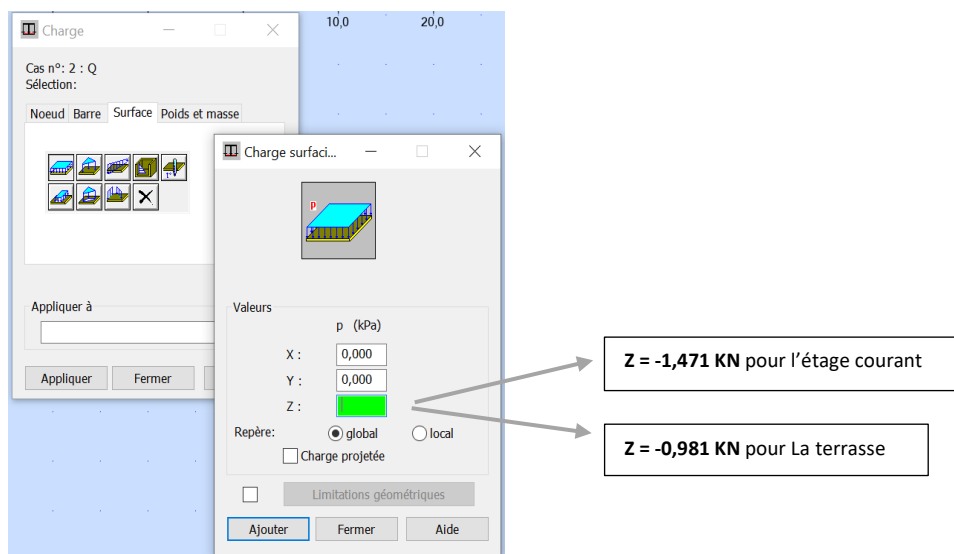 10,0 20,0
Charge
Cas n°: 2 : Q
Sélection:
Noeud Barre Surface Poids et masse
Appliquer à
Appliquer Fermer
Charge surfaci...
p
Valeurs
p (kPa)
X : 0,000
Y : 0,000
Z :
Repère: global local
Charge projetée
Limitations géométriques
Ajouter Fermer Aide
Z = -1,471 KN pour l’étage courant
Z = -0,981 KN pour La terrasse